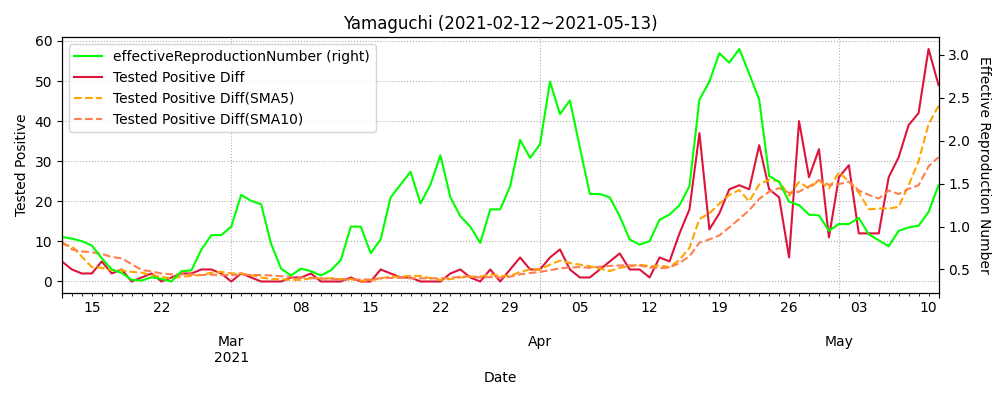 Yamaguchi (2021-02-12~2021-05-13)
effectiveReproductionNumber (right)
Tested Positive Diff
Tested Positive Diff(SMA5)
Tested Positive Diff(SMA10)
Tested Positive
60
50
40
30
20
10
0
Effective Reproduction Number
3.0
2.5
2.0
1.5
1.0
0.5
15 22 08 15 22 29 05 12 19 26 03 10
Mar Apr May
2021
Date